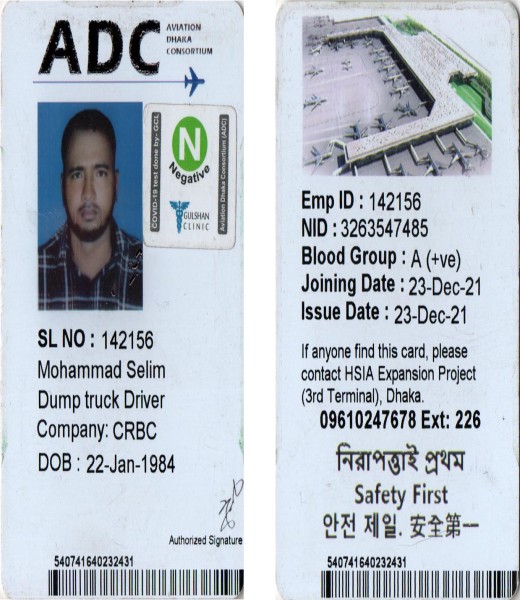 ADC
AVIATION
DHAKA
CONSORTIUM
COVID-19 test done by- GCL
N
Negative
GULSHAN
CLINIC
Aviation Dhaka Consortium (ADC)
SL NO : 142156
Mohammad Selim
Dump truck Driver
Company: CRBC
DOB : 22-Jan-1984
Authorized Signature
540741640232431
Emp ID : 142156
NID : 3263547485
Blood Group : A (+ve)
Joining Date : 23-Dec-21
Issue Date : 23-Dec-21
If anyone find this card, please
contact HSIA Expansion Project
(3rd Terminal), Dhaka.
09610247678 Ext: 226
নিরাপত্তাই প্রথম
Safety First
안전 제일. 安全第一
540741640232431